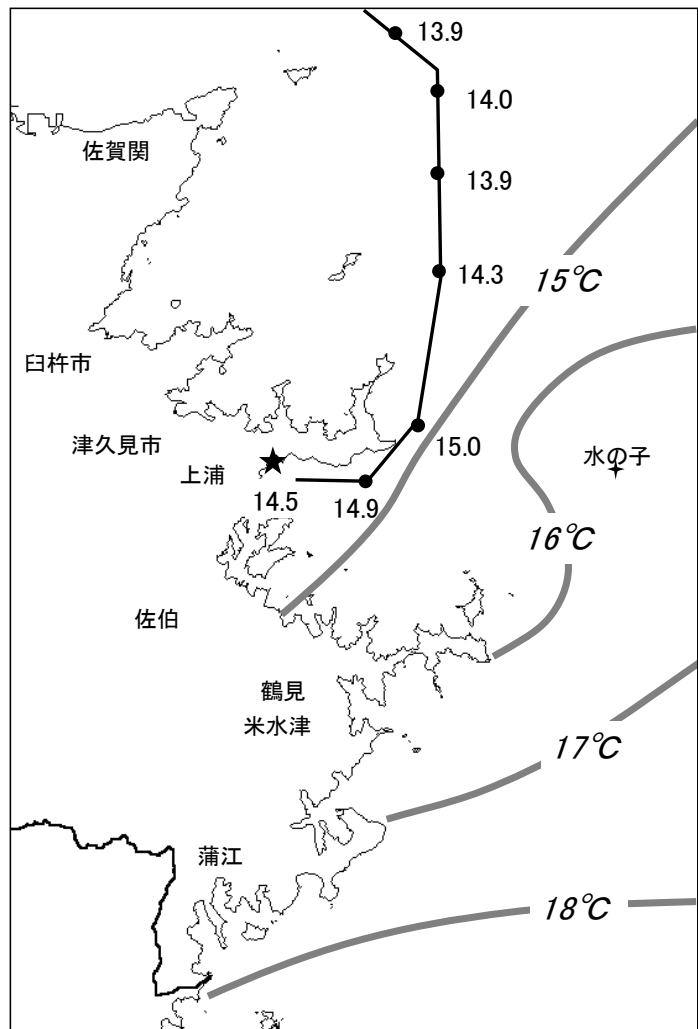 13.9
14.0
佐賀関
13.9
14.3
15℃
臼杵市
津久見市
15.0
上浦
水の子
14.5
14.9
16℃
佐伯
鶴見
米水津
17℃
蒲江
18℃